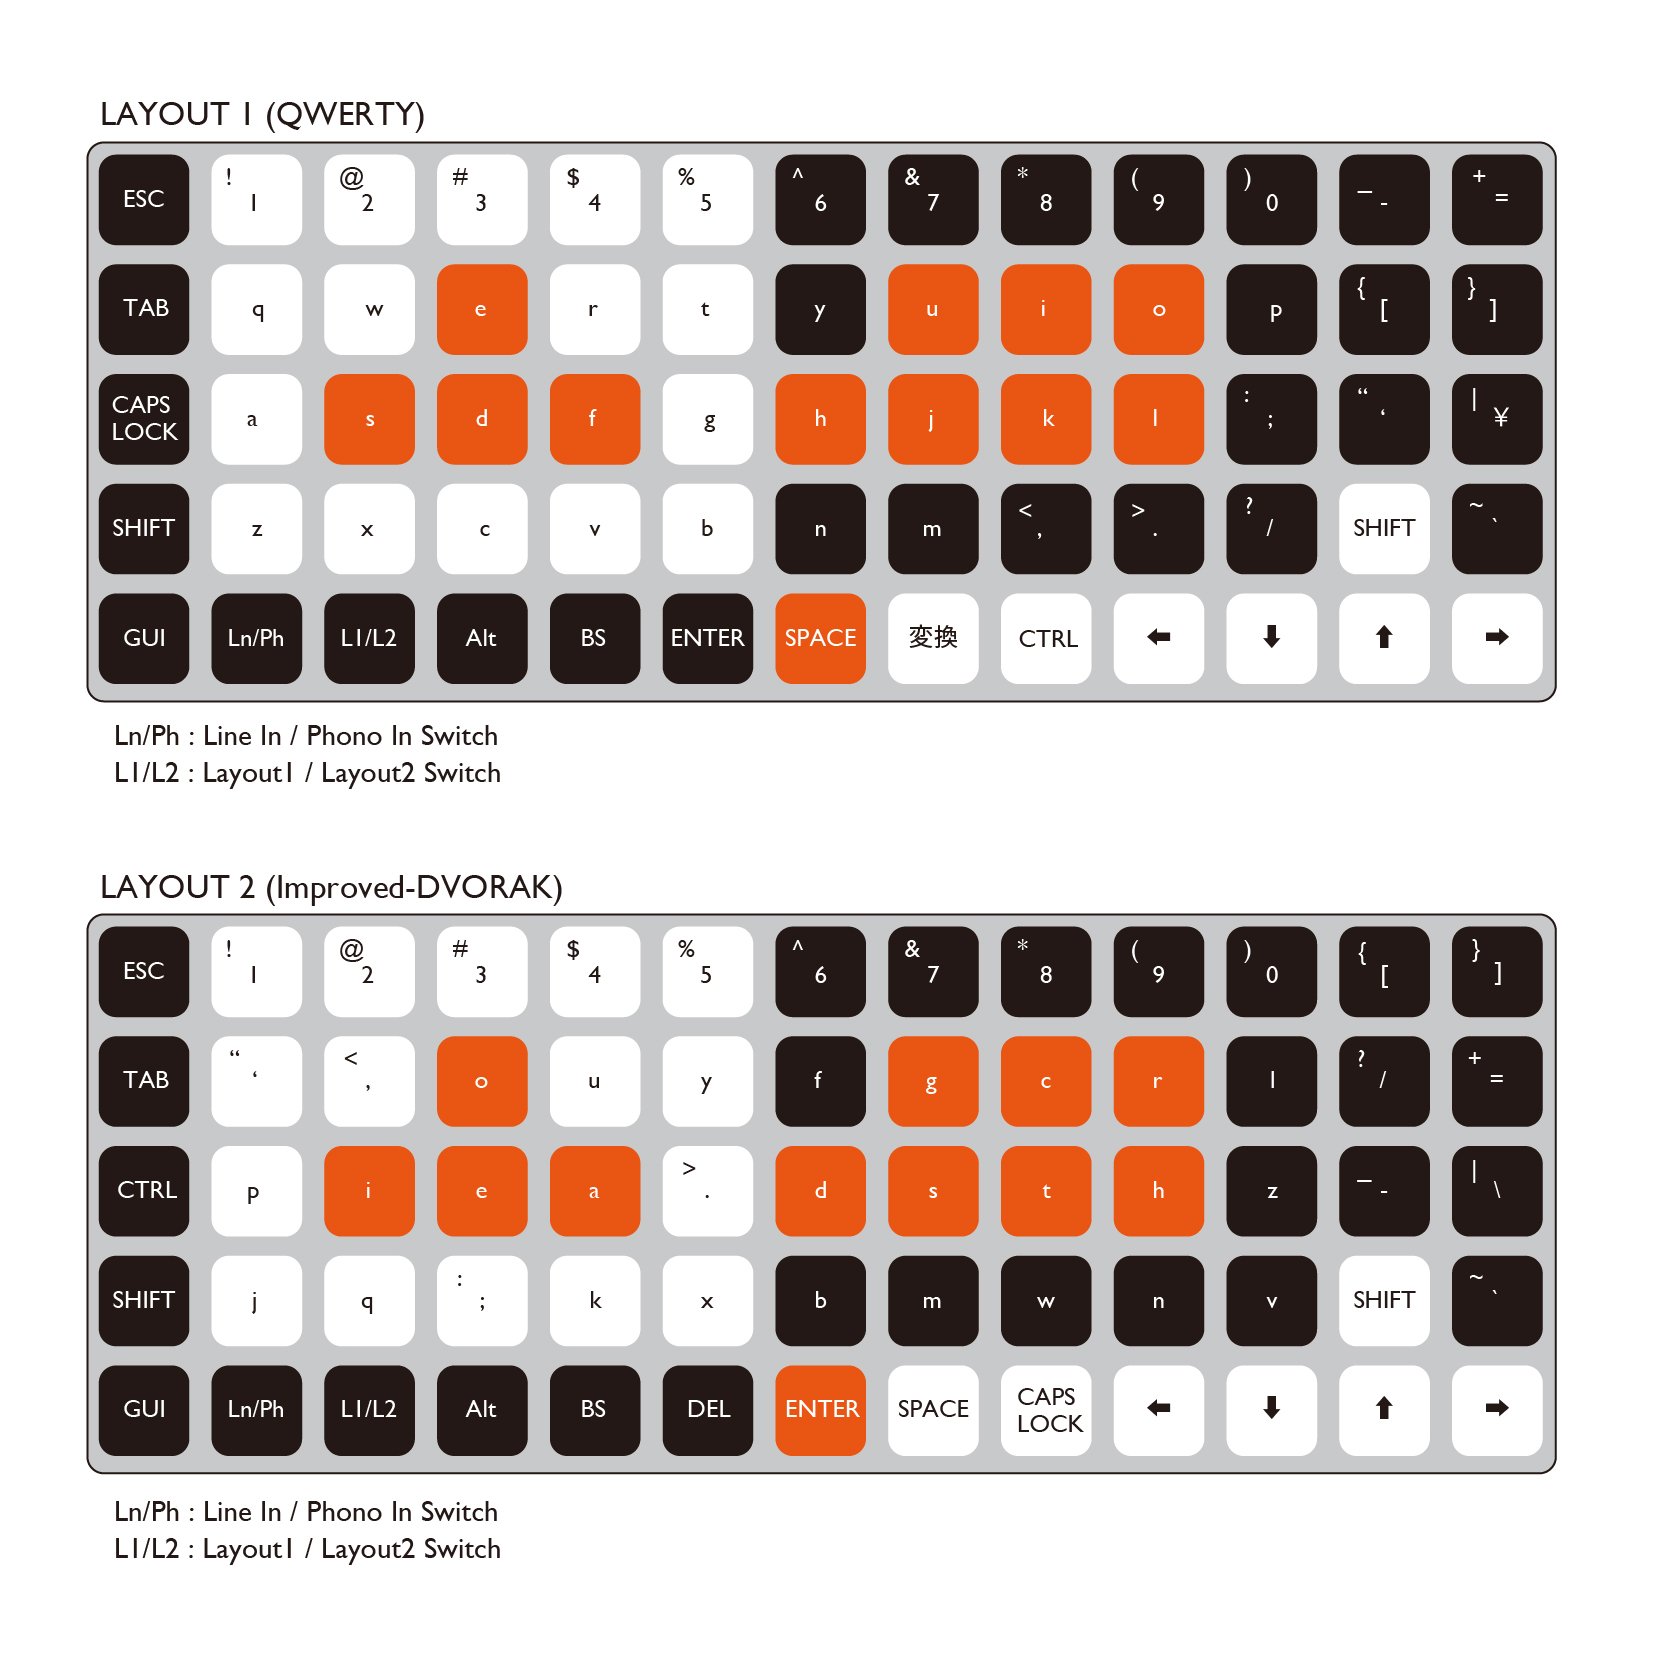 LAYOUT 1 (QWERTY)
ESC ! 1 @ 2 # 3 $ 4 % 5 ^ 6 & 7 * 8 ( 9 ) 0 _ - + =
TAB q w e r t y u i o p { [ } ]
CAPS LOCK a s d f g h j k l : ; “ ‘ | ¥
SHIFT z x c v b n m < , > . ? / SHIFT ~ `
GUI Ln/Ph L1/L2 Alt BS ENTER SPACE 変換 CTRL ⬅ ⬇ ⬆ ➡
Ln/Ph : Line In / Phono In Switch
L1/L2 : Layout1 / Layout2 Switch
LAYOUT 2 (Improved-DVORAK)
ESC ! 1 @ 2 # 3 $ 4 % 5 ^ 6 & 7 * 8 ( 9 ) 0 { [ } ]
TAB “ ‘ < , o u y f g c r l ? / + =
CTRL p i e a > . d s t h z _ - | \
SHIFT j q : ; k x b m w n v SHIFT ~ `
GUI Ln/Ph L1/L2 Alt BS DEL ENTER SPACE CAPS LOCK ⬅ ⬇ ⬆ ➡
Ln/Ph : Line In / Phono In Switch
L1/L2 : Layout1 / Layout2 Switch